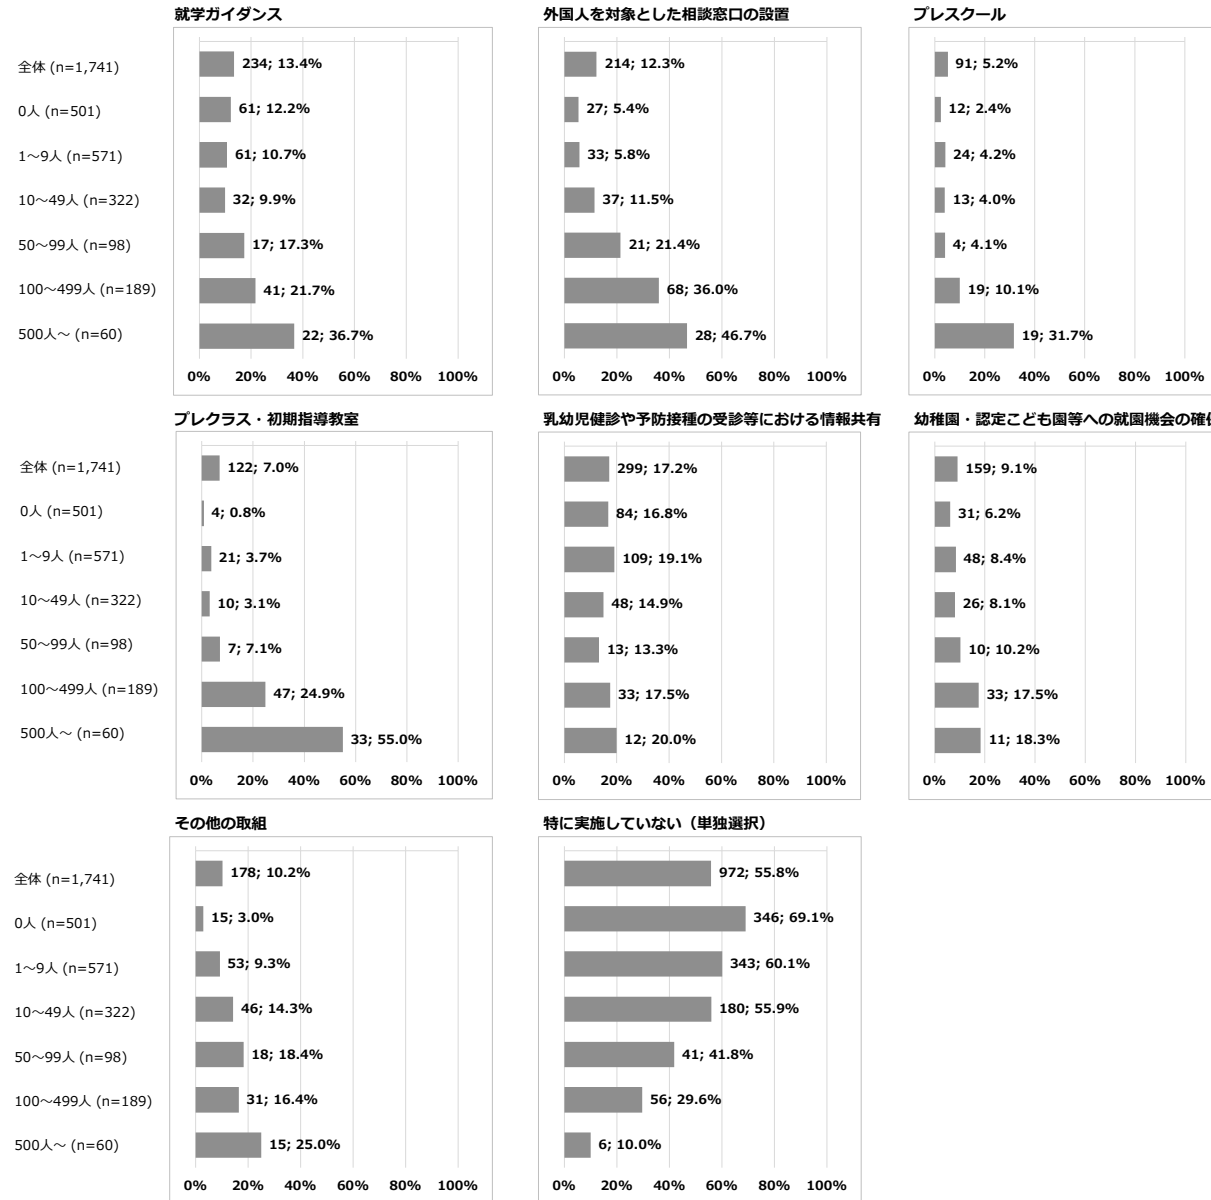 就学ガイダンス
外国人を対象とした相談窓口の設置
プレスクール
全体 (n=1,741)
234; 13.4%
214; 12.3%
91; 5.2%
0人 (n=501)
61; 12.2%
27; 5.4%
12; 2.4%
1～9人 (n=571)
61; 10.7%
33; 5.8%
24; 4.2%
10～49人 (n=322)
32; 9.9%
37; 11.5%
13; 4.0%
50～99人 (n=98)
17; 17.3%
21; 21.4%
4; 4.1%
100～499人 (n=189)
41; 21.7%
68; 36.0%
19; 10.1%
500人～ (n=60)
22; 36.7%
28; 46.7%
19; 31.7%
0% 20% 40% 60% 80% 100%
0% 20% 40% 60% 80% 100%
0% 20% 40% 60% 80% 100%
プレクラス・初期指導教室
乳幼児健診や予防接種の受診等における情報共有
幼稚園・認定こども園等への就園機会の確
全体 (n=1,741)
122; 7.0%
299; 17.2%
159; 9.1%
0人 (n=501)
4; 0.8%
84; 16.8%
31; 6.2%
1～9人 (n=571)
21; 3.7%
109; 19.1%
48; 8.4%
10～49人 (n=322)
10; 3.1%
48; 14.9%
26; 8.1%
50～99人 (n=98)
7; 7.1%
13; 13.3%
10; 10.2%
100～499人 (n=189)
47; 24.9%
33; 17.5%
33; 17.5%
500人～ (n=60)
33; 55.0%
12; 20.0%
11; 18.3%
0% 20% 40% 60% 80% 100%
0% 20% 40% 60% 80% 100%
0% 20% 40% 60% 80% 100%
その他の取組
特に実施していない（単独選択）
全体 (n=1,741)
178; 10.2%
972; 55.8%
0人 (n=501)
15; 3.0%
346; 69.1%
1～9人 (n=571)
53; 9.3%
343; 60.1%
10～49人 (n=322)
46; 14.3%
180; 55.9%
50～99人 (n=98)
18; 18.4%
41; 41.8%
100～499人 (n=189)
31; 16.4%
56; 29.6%
500人～ (n=60)
15; 25.0%
6; 10.0%
0% 20% 40% 60% 80% 100%
0% 20% 40% 60% 80% 100%